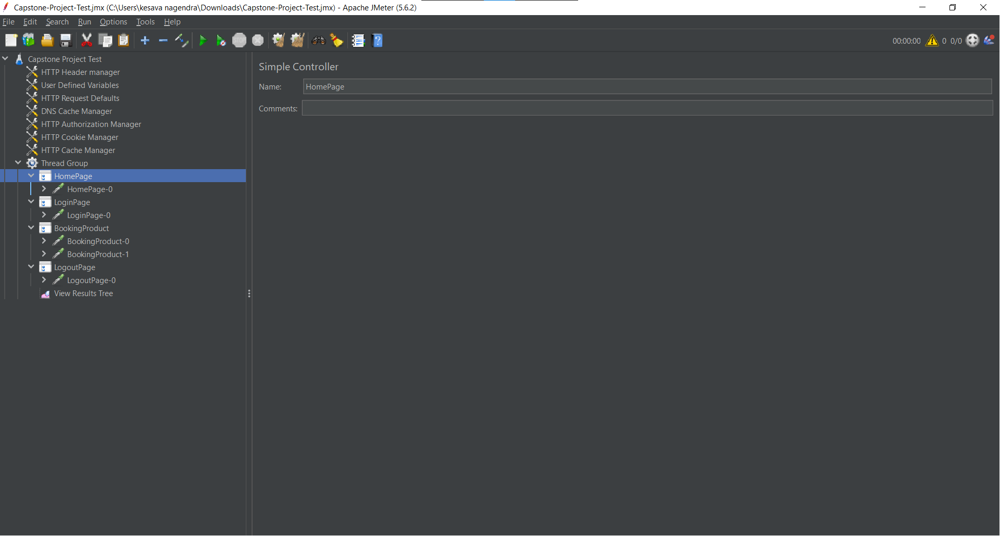 Capstone-Project-Test.jmx (C:\Users\kesava nagendra\Downloads\Capstone-Project-Test.jmx) - Apache JMeter (5.6.2)
File Edit Search Run Options Tools Help
STOP
?
00:00:00 0 0/0
Capstone Project Test
HTTP Header manager
User Defined Variables
HTTP Request Defaults
DNS Cache Manager
HTTP Authorization Manager
HTTP Cookie Manager
HTTP Cache Manager
Thread Group
HomePage
HomePage-0
LoginPage
LoginPage-0
BookingProduct
BookingProduct-0
BookingProduct-1
LogoutPage
LogoutPage-0
View Results Tree
Simple Controller
Name: HomePage
Comments: